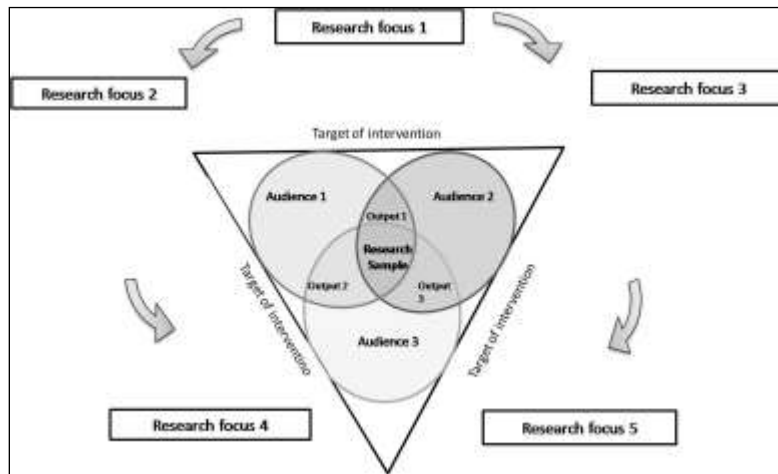 Research focus 1
Research focus 2
Research focus 3
Target of intervention
Audience 1
Audience 2
Output 1
Research
Sample
Output 2
Output
3
Target of interventino
Target of intervention
Audience 3
Research focus 4
Research focus 5